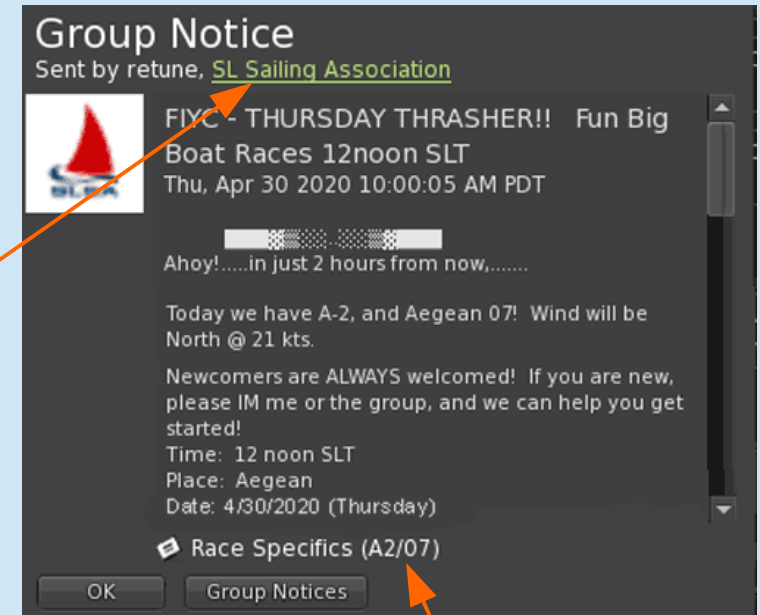 Group Notice
Sent by retune, SL Sailing Association
SLSA
FIYC - THURSDAY THRASHER!!   Fun Big
Boat Races 12noon SLT
Thu, Apr 30 2020 10:00:05 AM PDT
Ahoy!.....in just 2 hours from now,.......
Today we have A-2, and Aegean 07!  Wind will be
North @ 21 kts.
Newcomers are ALWAYS welcomed!  If you are new,
please IM me or the group, and we can help you get
started!
Time:  12 noon SLT
Place:  Aegean
Date: 4/30/2020 (Thursday)
Race Specifics (A2/07)
OK
Group Notices